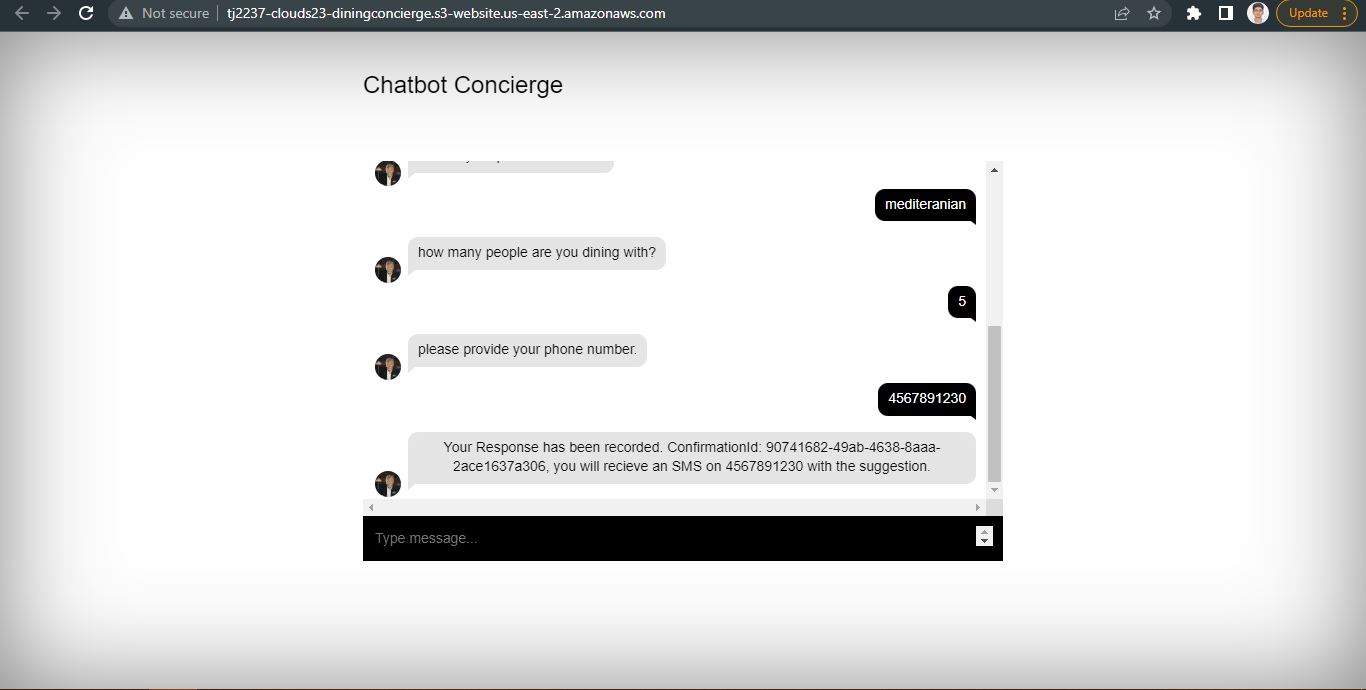 Not secure tj2237-clouds23-diningconcierge.s3-website.us-east-2.amazonaws.com Update
Chatbot Concierge
mediteranian
how many people are you dining with?
5
please provide your phone number.
4567891230
Your Response has been recorded. ConfirmationId: 90741682-49ab-4638-8aaa-
2ace1637a306, you will recieve an SMS on 4567891230 with the suggestion.
Type message...